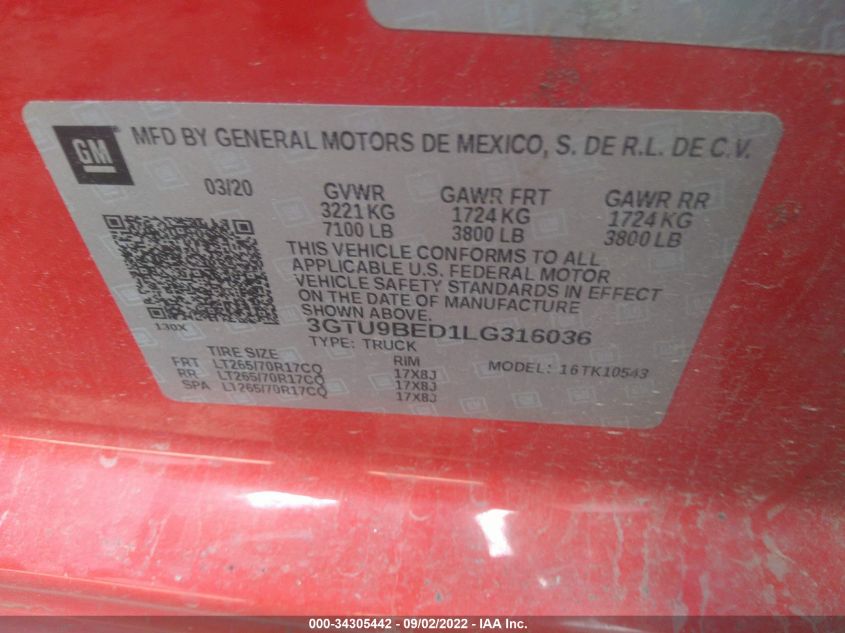 GM
MFD BY GENERAL MOTORS DE MEXICO, S. DE R.L. DE C.V.
03/20 GVWR GAWR FRT GAWR RR
3221 KG 1724 KG 1724 KG
7100 LB 3800 LB 3800 LB
THIS VEHICLE CONFORMS TO ALL
APPLICABLE U.S. FEDERAL MOTOR
VEHICLE SAFETY STANDARDS IN EFFECT
ON THE DATE OF MANUFACTURE
130X 3GTU9BED1LG316036
TYPE: TRUCK
TIRE SIZE RIM MODEL: 16TK10543
FRT LT265/70R17CQ 17X8J
RR LT265/70R17CQ 17X8J
SPA LT265/70R17CQ 17X8J
000-34305442 - 09/02/2022 - IAA Inc.